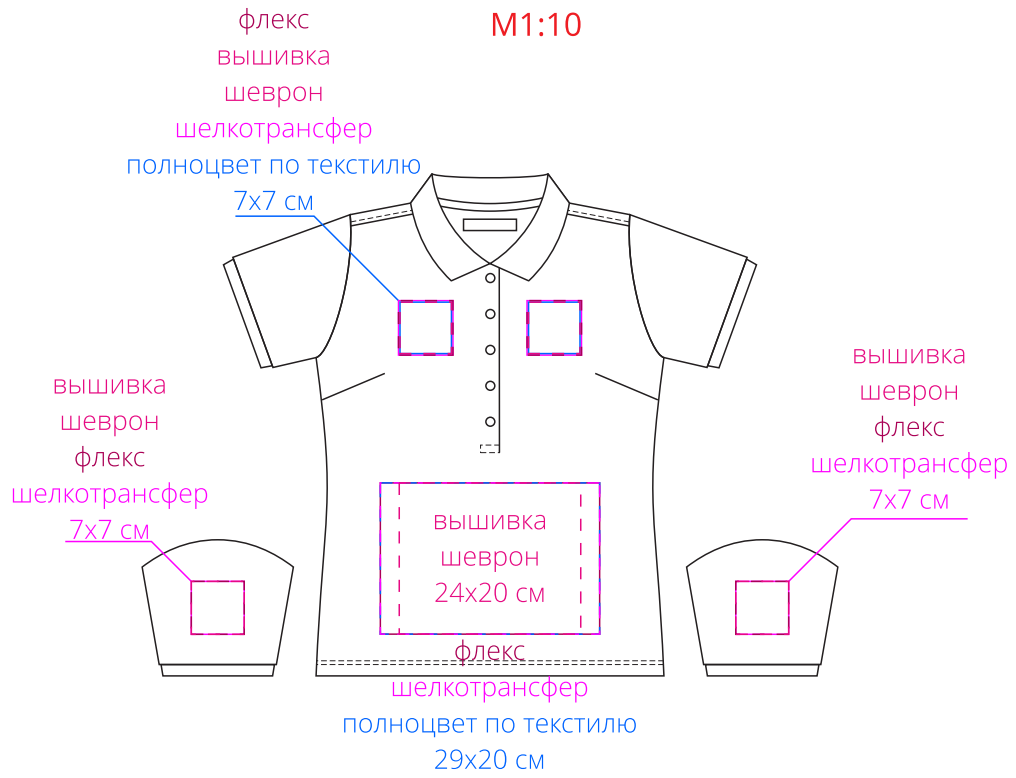 М1:10
флекс
вышивка
шеврон
шелкотрансфер
полноцвет по текстилю
7х7 см
вышивка
шеврон
флекс
шелкотрансфер
7х7 см
вышивка
шеврон
флекс
шелкотрансфер
7х7 см
вышивка
шеврон
24х20 см
флекс
шелкотрансфер
полноцвет по текстилю
29х20 см